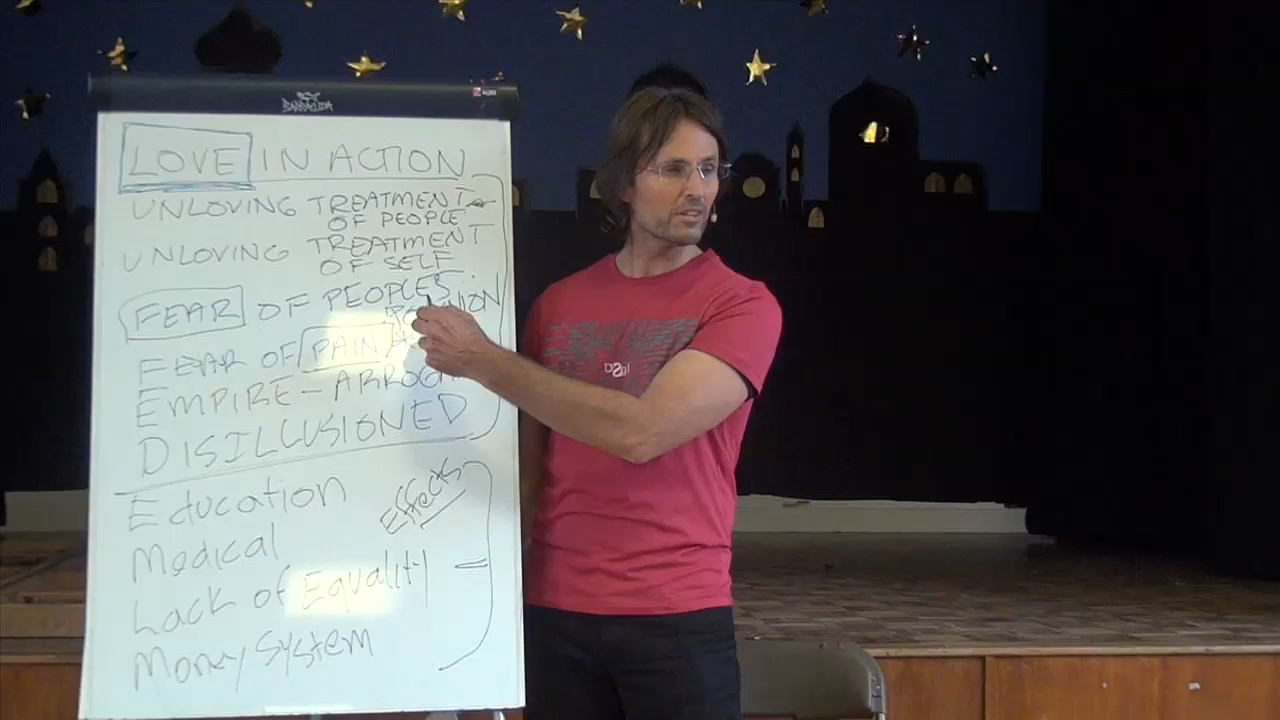 BARRACUDA
LOVE IN ACTION
UNLOVING TREATMENT
OF PEOPLE
UNLOVING TREATMENT
OF SELF
FEAR OF PEOPLES
FEAR OF PAIN
EMPIRE -
DISILLUSIONED
Education
Effects
Medical
Lack of Equality
Money System